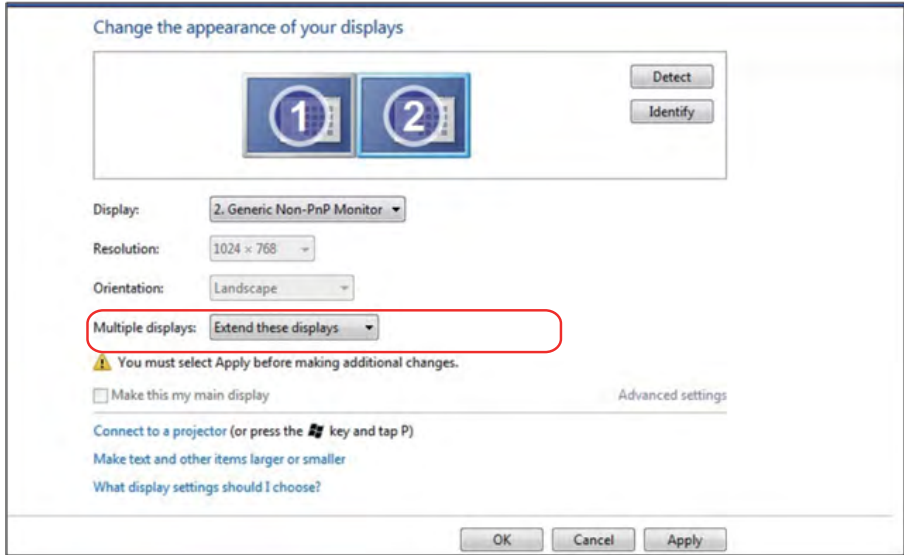 Change the appearance of your displays
1
2
Detect
Identify
Display: 2. Generic Non-PnP Monitor
Resolution: 1024 × 768
Orientation: Landscape
Multiple displays: Extend these displays
You must select Apply before making additional changes.
Make this my main display Advanced settings
Connect to a projector (or press the key and tap P)
Make text and other items larger or smaller
What display settings should I choose?
OK Cancel Apply